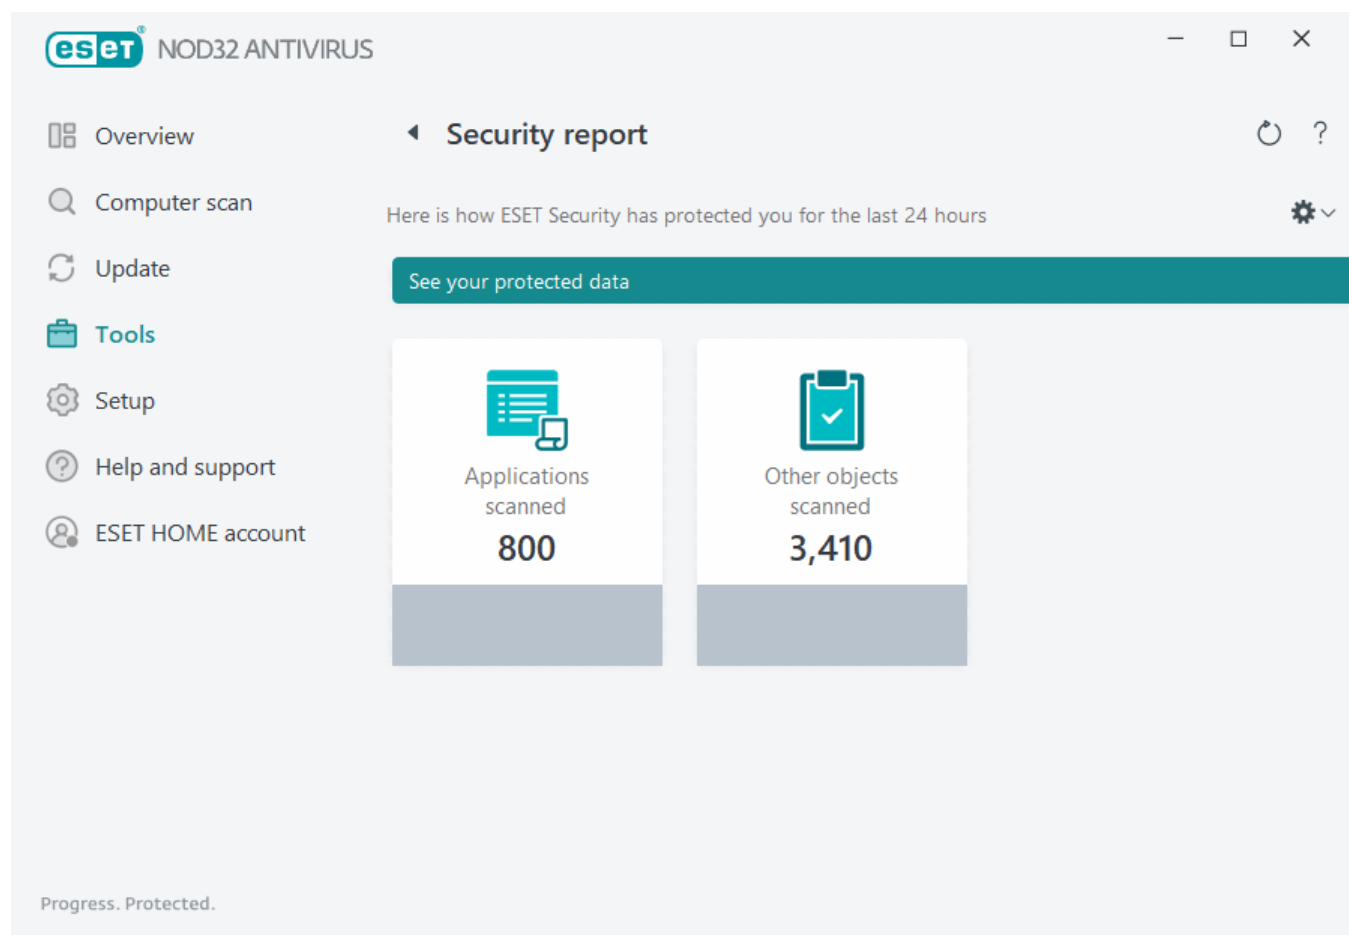 eset® NOD32 ANTIVIRUS
Overview
Computer scan
Update
Tools
Setup
Help and support
ESET HOME account
Security report
?
Here is how ESET Security has protected you for the last 24 hours
See your protected data
Applications
scanned
800
Other objects
scanned
3,410
Progress. Protected.